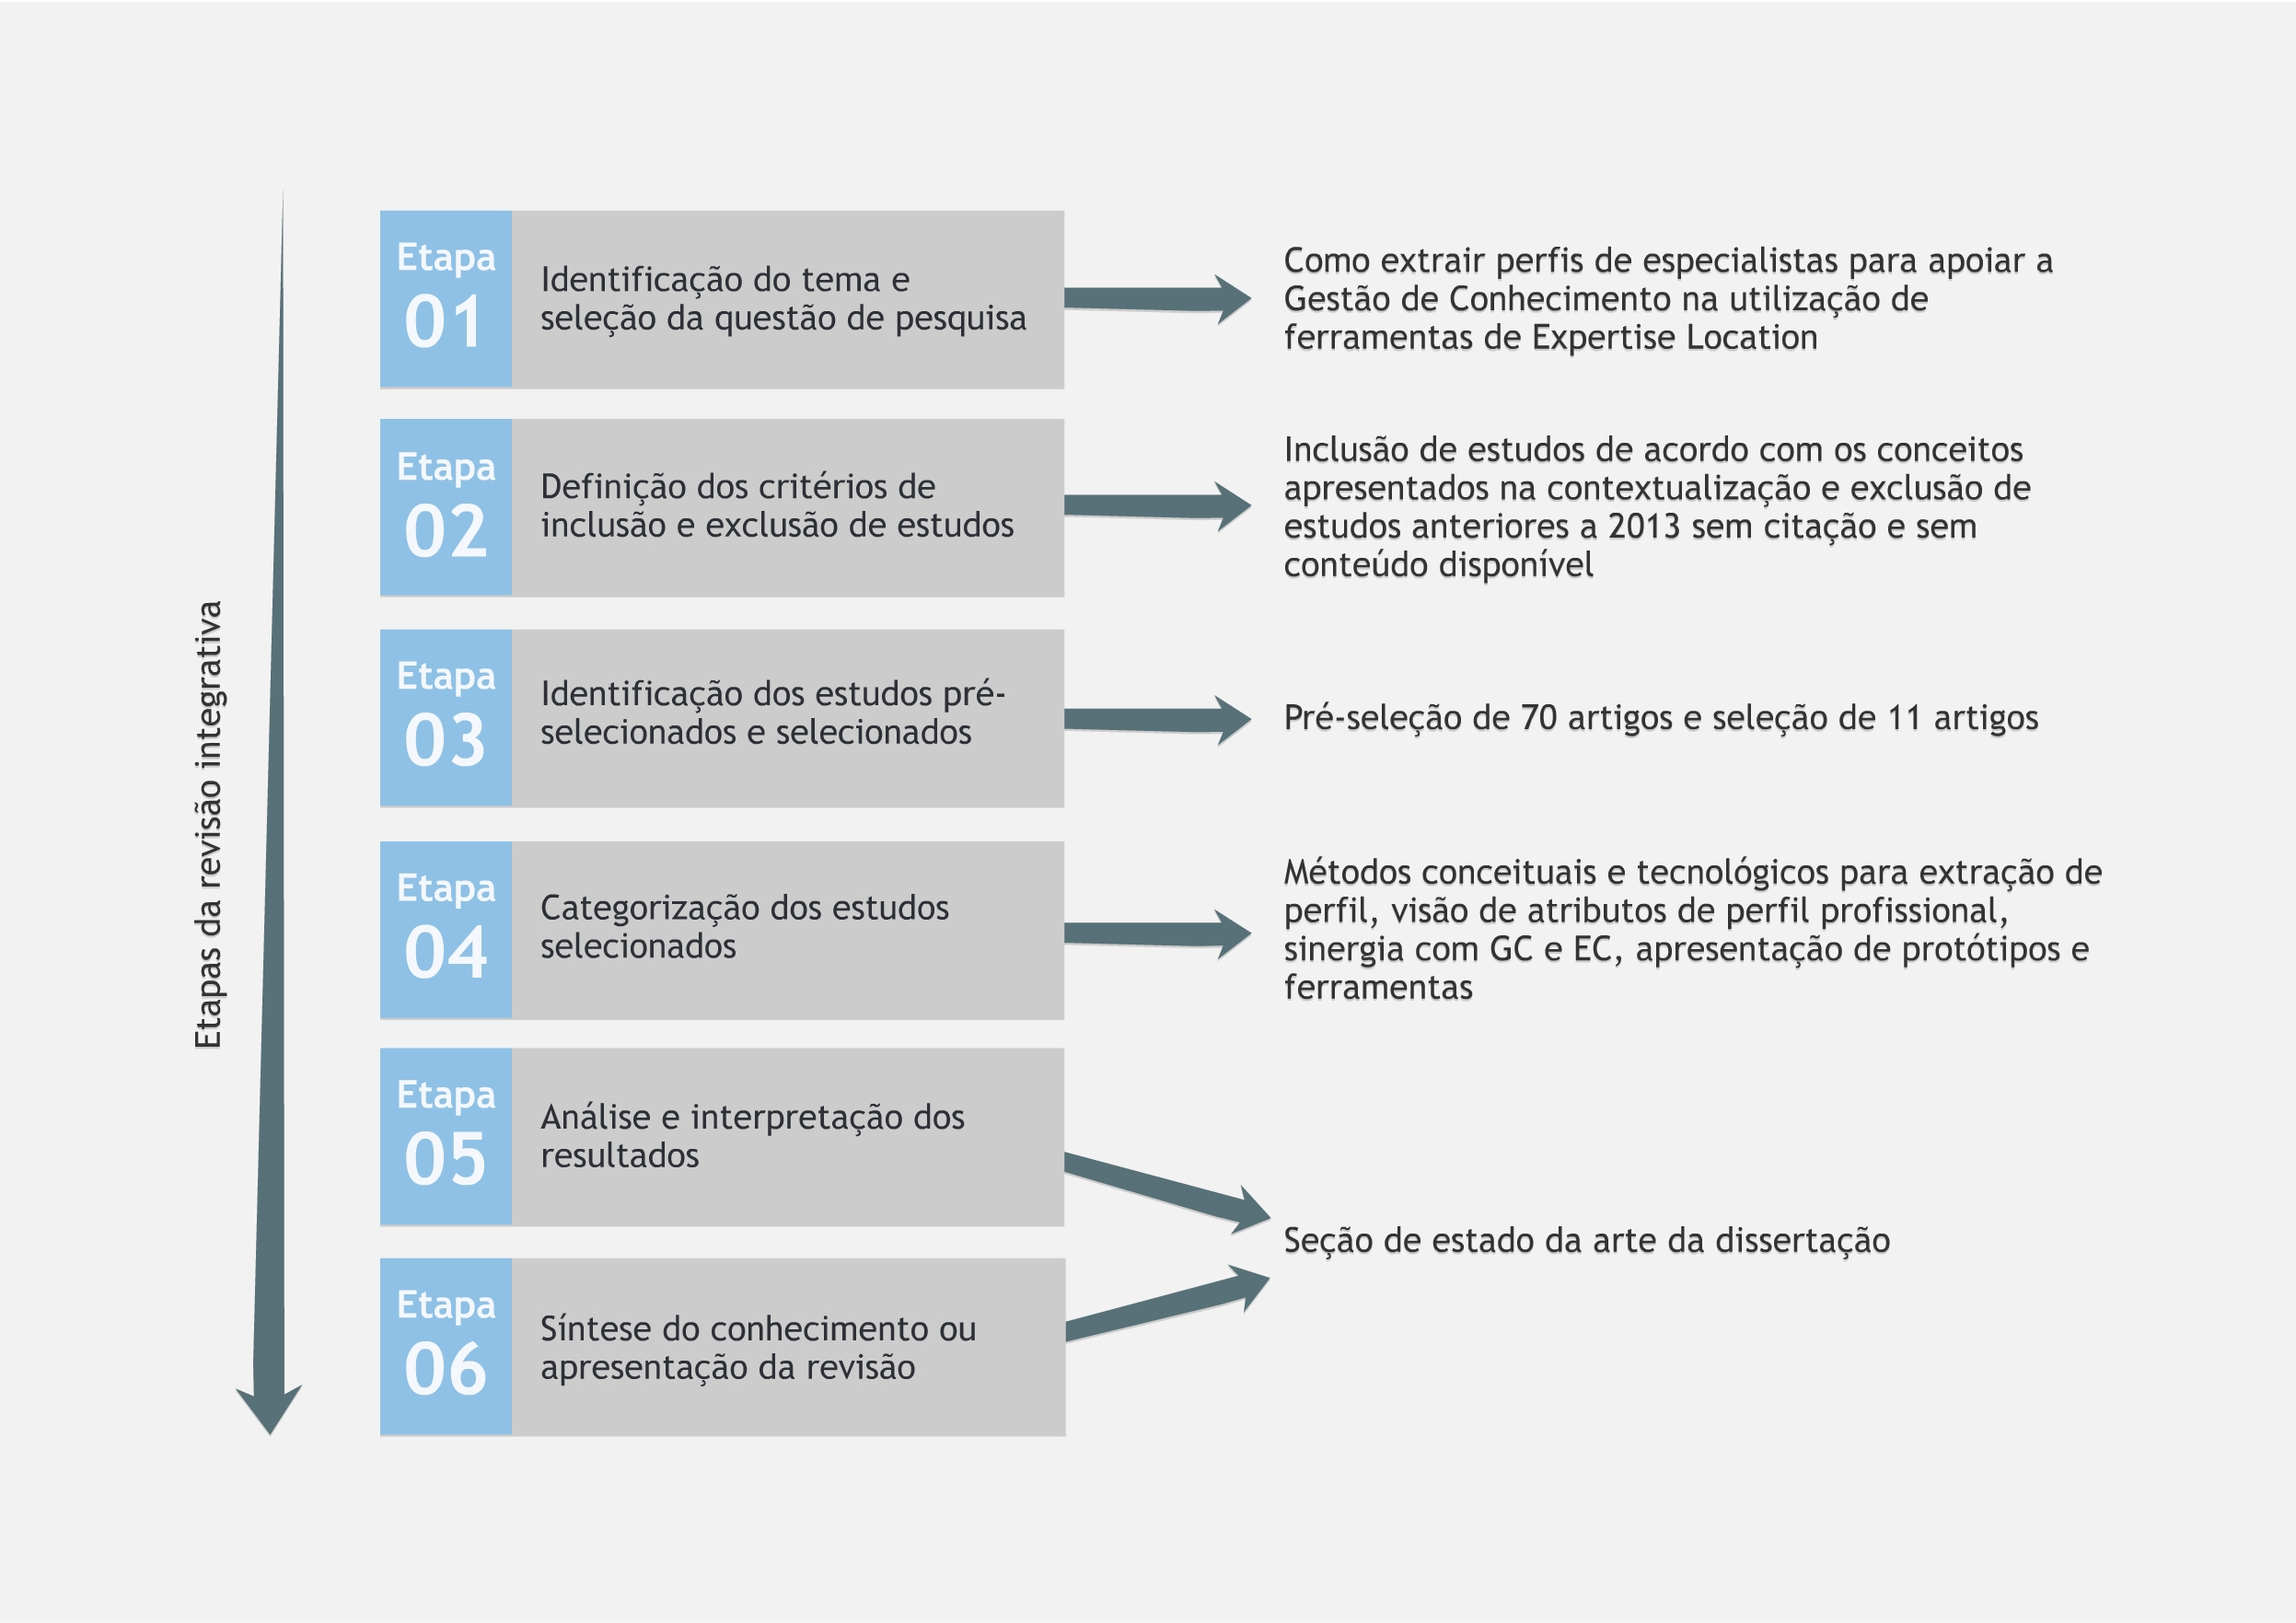 Etapas da revisão integrativa
Etapa
01
Identificação do tema e
seleção da questão de pesquisa
Como extrair perfis de especialistas para apoiar a
Gestão de Conhecimento na utilização de
ferramentas de Expertise Location
Etapa
02
Definição dos critérios de
inclusão e exclusão de estudos
Inclusão de estudos de acordo com os conceitos
apresentados na contextualização e exclusão de
estudos anteriores a 2013 sem citação e sem
conteúdo disponível
Etapa
03
Identificação dos estudos pré-
selecionados e selecionados
Pré-seleção de 70 artigos e seleção de 11 artigos
Etapa
04
Categorização dos estudos
selecionados
Métodos conceituais e tecnológicos para extração de
perfil, visão de atributos de perfil profissional,
sinergia com GC e EC, apresentação de protótipos e
ferramentas
Etapa
05
Análise e interpretação dos
resultados
Seção de estado da arte da dissertação
Etapa
06
Síntese do conhecimento ou
apresentação da revisão